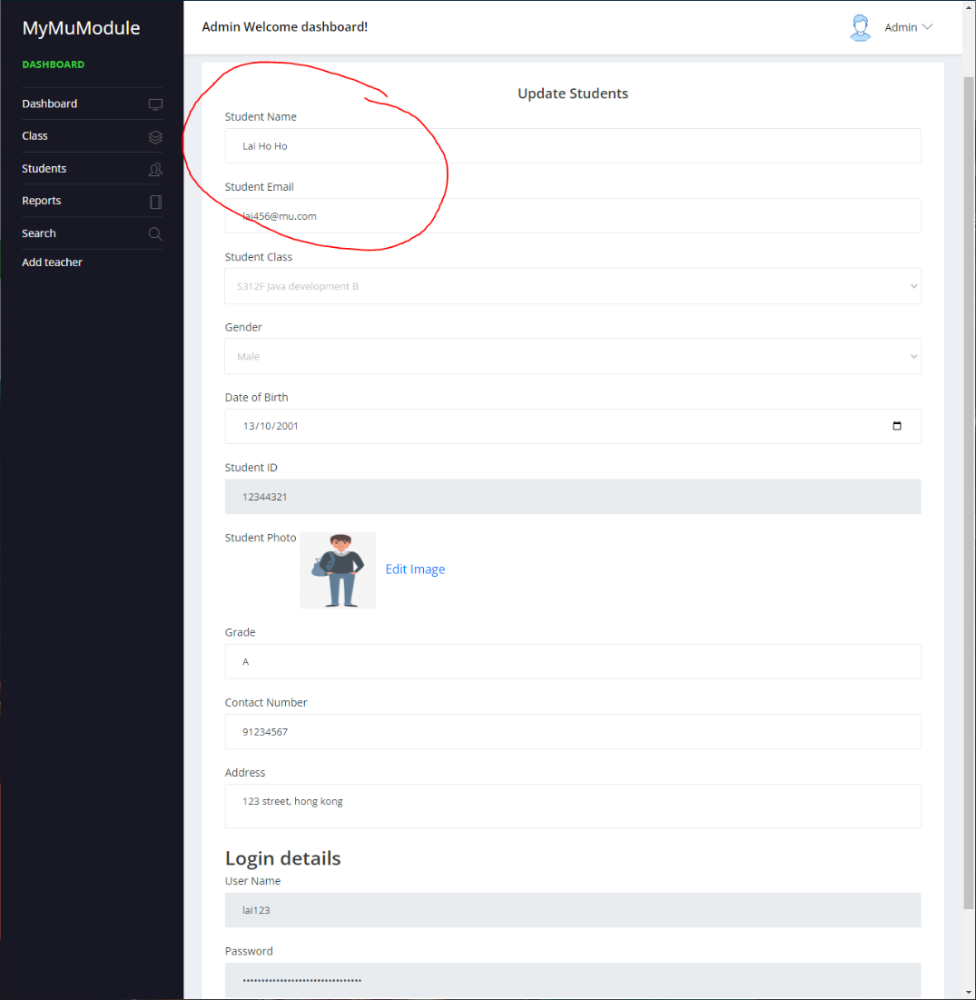 MyMuModule
Admin Welcome dashboard!
Admin
DASHBOARD
Dashboard
Class
Students
Reports
Search
Add teacher
Update Students
Student Name
Lai Ho Ho
Student Email
lai456@mu.com
Student Class
S312F Java development B
Gender
Male
Date of Birth
13/10/2001
Student ID
12344321
Student Photo
Edit Image
Grade
A
Contact Number
91234567
Address
123 street, hong kong
Login details
User Name
lai123
Password
••••••••••••••••••••••••••••••••